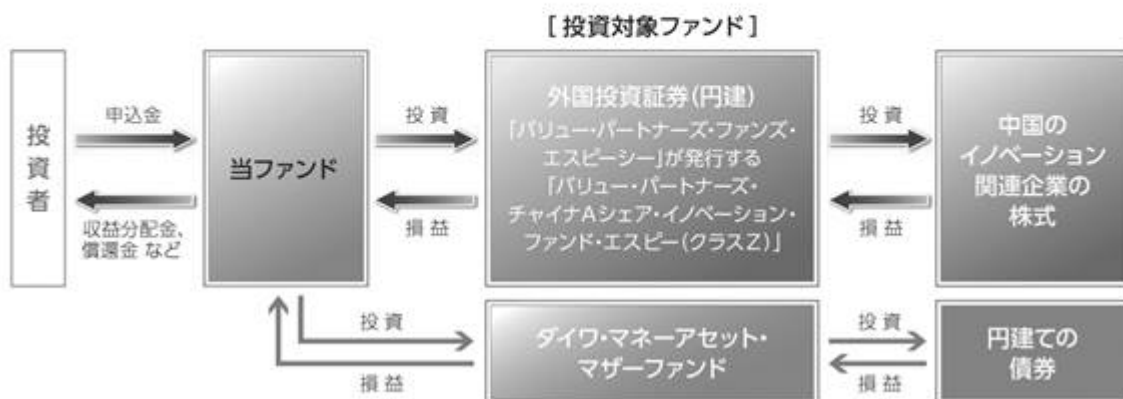 [投資対象ファンド]
投資者
申込金
収益分配金、
償還金 など
当ファンド
投資
損益
外国投資証券(円建)
「バリュー・パートナーズ・ファンズ・
エスピーシー」が発行する
「バリュー・パートナーズ・
チャイナAシェア・イノベーション・
ファンド・エスピー(クラスZ)」
投資
損益
中国の
イノベーション
関連企業の
株式
投資
損益
ダイワ・マネーアセット・
マザーファンド
投資
損益
円建ての
債券